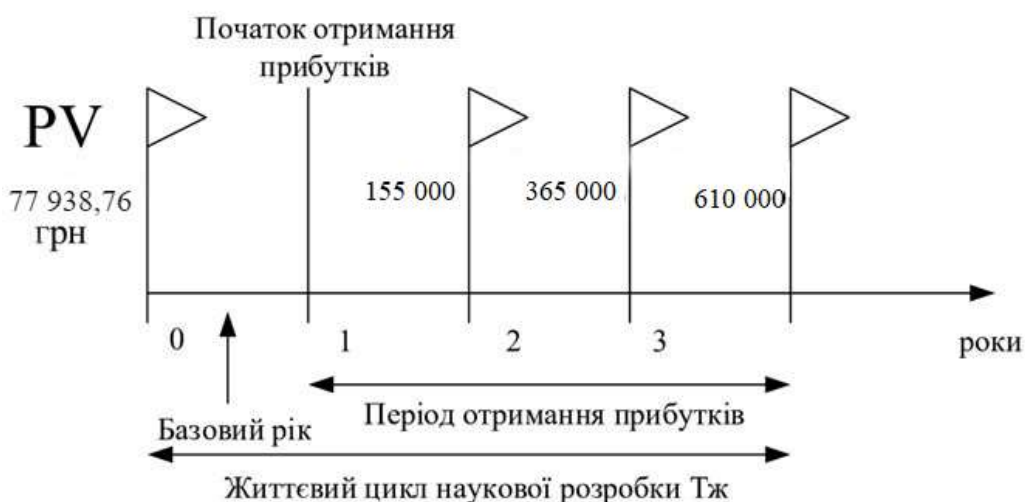 Початок отримання
прибутків
PV
77 938,76
грн
155 000
365 000
610 000
0
1
2
3
роки
Базовий рік
Період отримання прибутків
Життєвий цикл наукової розробки Тж